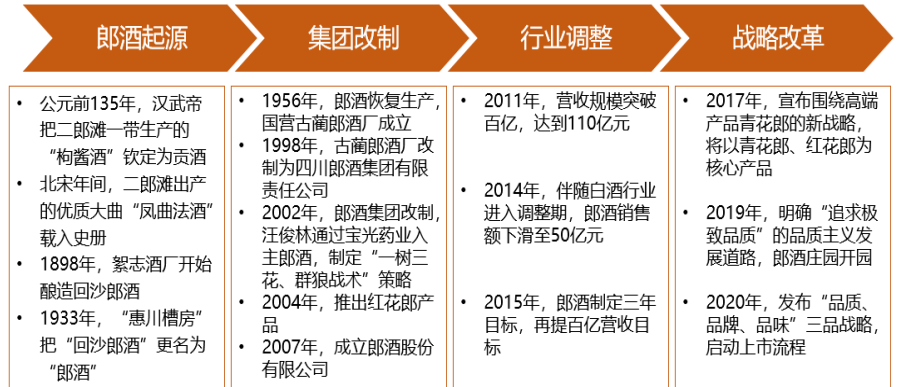 郎酒起源
集团改制
行业调整
战略改革
• 公元前135年，汉武帝
把二郎滩一带生产的
“枸酱酒”钦定为贡酒
• 北宋年间，二郎滩出产
的优质大曲“凤曲法酒”
载入史册
• 1898年，絮志酒厂开始
酿造回沙郎酒
• 1933年，“惠川槽房”
把“回沙郎酒”更名为
“郎酒”
• 1956年，郎酒恢复生产，
国营古蔺郎酒厂成立
• 1998年，古蔺郎酒厂改
制为四川郎酒集团有限
责任公司
• 2002年，郎酒集团改制，
汪俊林通过宝光药业入
主郎酒，制定“一树三
花、群狼战术”策略
• 2004年，推出红花郎产
品
• 2007年，成立郎酒股份
有限公司
• 2011年，营收规模突破
百亿，达到110亿元
• 2014年，伴随白酒行业
进入调整期，郎酒销售
额下滑至50亿元
• 2015年，郎酒制定三年
目标，再提百亿营收目
标
• 2017年，宣布围绕高端
产品青花郎的新战略，
将以青花郎、红花郎为
核心产品
• 2019年，明确“追求极
致品质”的品质主义发
展道路，郎酒庄园开园
• 2020年，发布“品质、
品牌、品味”三品战略，
启动上市流程